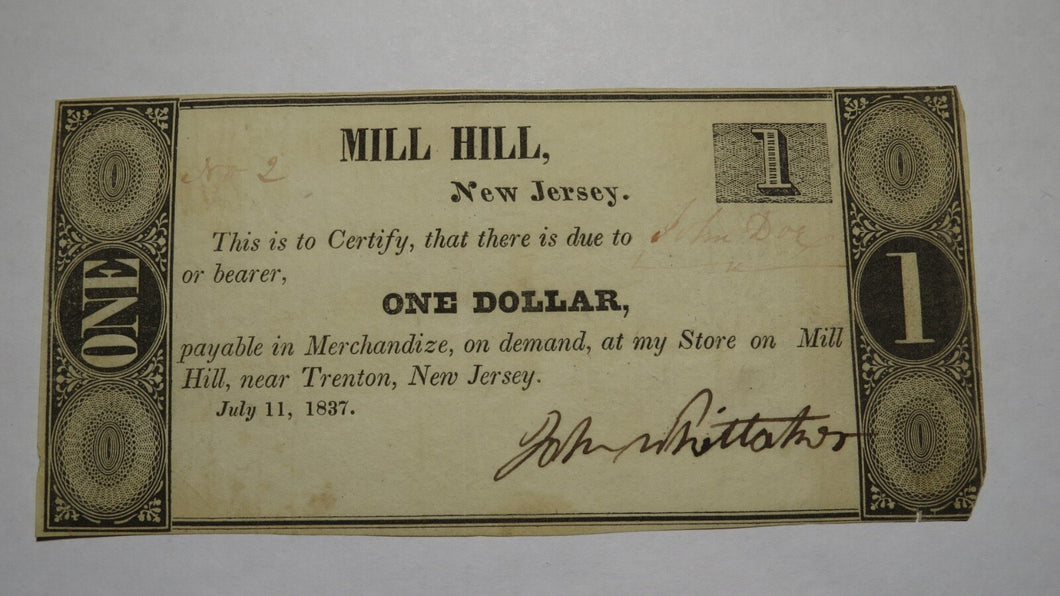 MILL HILL,
1
No 2
New Jersey.
This is to Certify, that there is due to John Doe
or bearer,
ONE DOLLAR,
payable in Merchandize, on demand, at my Store on Mill
Hill, near Trenton, New Jersey.
July 11, 1837.
John Whittaker
ONE
1